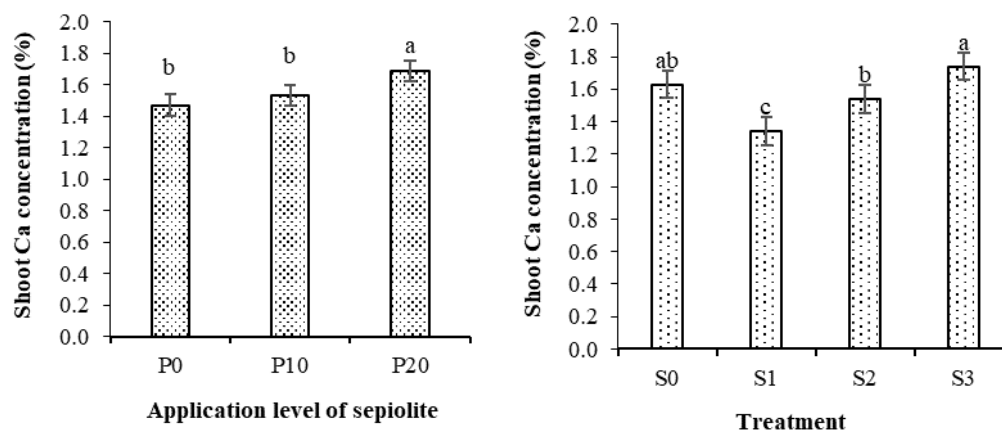 Shoot Ca concentration (%)
2.0
1.8
1.6
1.4
1.2
1.0
0.8
0.6
0.4
0.2
0.0
b
b
a
P0 P10 P20
Application level of sepiolite
Shoot Ca concentration (%)
2.0
1.8
1.6
1.4
1.2
1.0
0.8
0.6
0.4
0.2
0.0
ab
c
b
a
S0 S1 S2 S3
Treatment